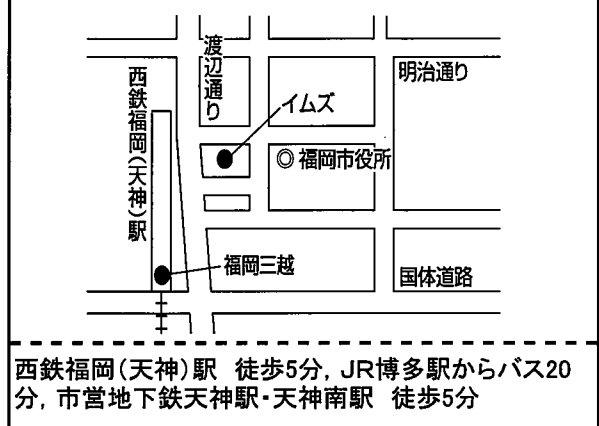 渡辺通り
明治通り
西鉄福岡(天神)駅
イムズ
◎福岡市役所
福岡三越
国体道路
西鉄福岡(天神)駅 徒歩5分，JR博多駅からバス20
分，市営地下鉄天神駅・天神南駅 徒歩5分